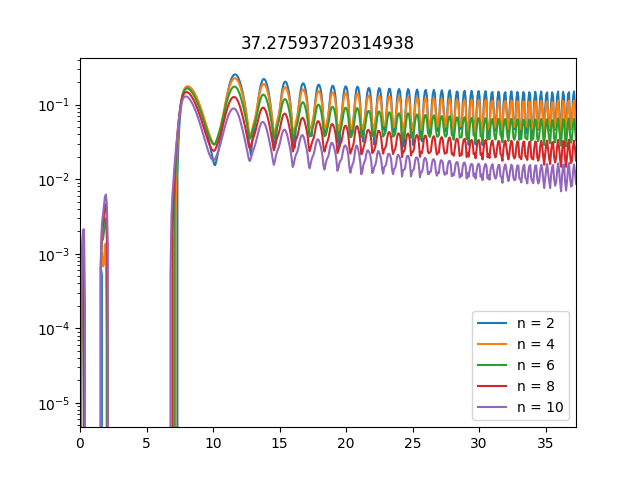 37.27593720314938
10⁻¹
10⁻²
10⁻³
10⁻⁴
10⁻⁵
n = 2
n = 4
n = 6
n = 8
n = 10
0 5 10 15 20 25 30 35